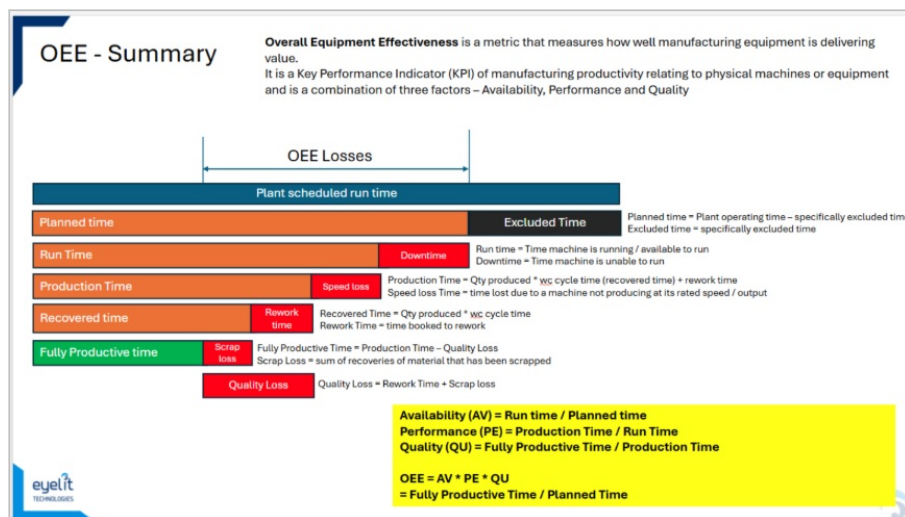 OEE - Summary
Overall Equipment Effectiveness is a metric that measures how well manufacturing equipment is delivering
value.
It is a Key Performance Indicator (KPI) of manufacturing productivity relating to physical machines or equipment
and is a combination of three factors – Availability, Performance and Quality
OEE Losses
Plant scheduled run time
Planned time
Excluded Time
Planned time = Plant operating time – specifically excluded tim
Excluded time = specifically excluded time
Run Time
Downtime
Run time = Time machine is running / available to run
Downtime = Time machine is unable to run
Production Time
Speed loss
Production Time = Qty produced * wc cycle time (recovered time) + rework time
Speed loss Time = time lost due to a machine not producing at its rated speed / output
Recovered time
Rework
time
Recovered Time = Qty produced * wc cycle time
Rework Time = time booked to rework
Fully Productive time
Scrap
loss
Fully Productive Time = Production Time – Quality Loss
Scrap Loss = sum of recoveries of material that has been scrapped
Quality Loss
Quality Loss = Rework Time + Scrap loss
Availability (AV) = Run time / Planned time
Performance (PE) = Production Time / Run Time
Quality (QU) = Fully Productive Time / Production Time
OEE = AV * PE * QU
= Fully Productive Time / Planned Time
eyelit
TECHNOLOGIES